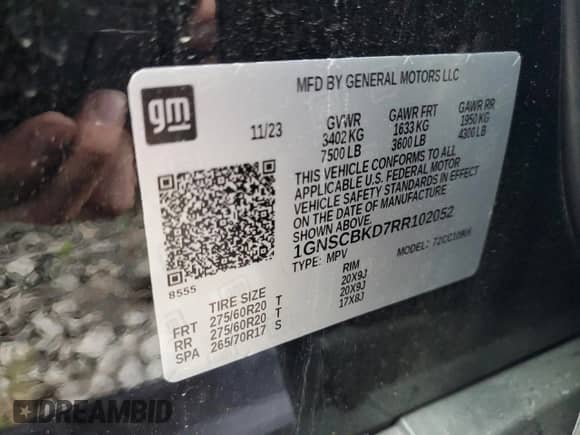 MFD BY GENERAL MOTORS LLC
gm
11/23
GVWR GAWR FRT GAWR RR
3402 KG 1633 KG 1950 KG
7500 LB 3600 LB 4300 LB
THIS VEHICLE CONFORMS TO ALL
APPLICABLE U.S. FEDERAL MOTOR
VEHICLE SAFETY STANDARDS IN EFFECT
ON THE DATE OF MANUFACTURE
SHOWN ABOVE.
1GNSCBKD7RR102052
TYPE: MPV MODEL:
8555
TIRE SIZE RIM
FRT 275/60R20 T 20X9J
RR 275/60R20 T 20X9J
SPA 265/70R17 S 17X8J
DREAMBID